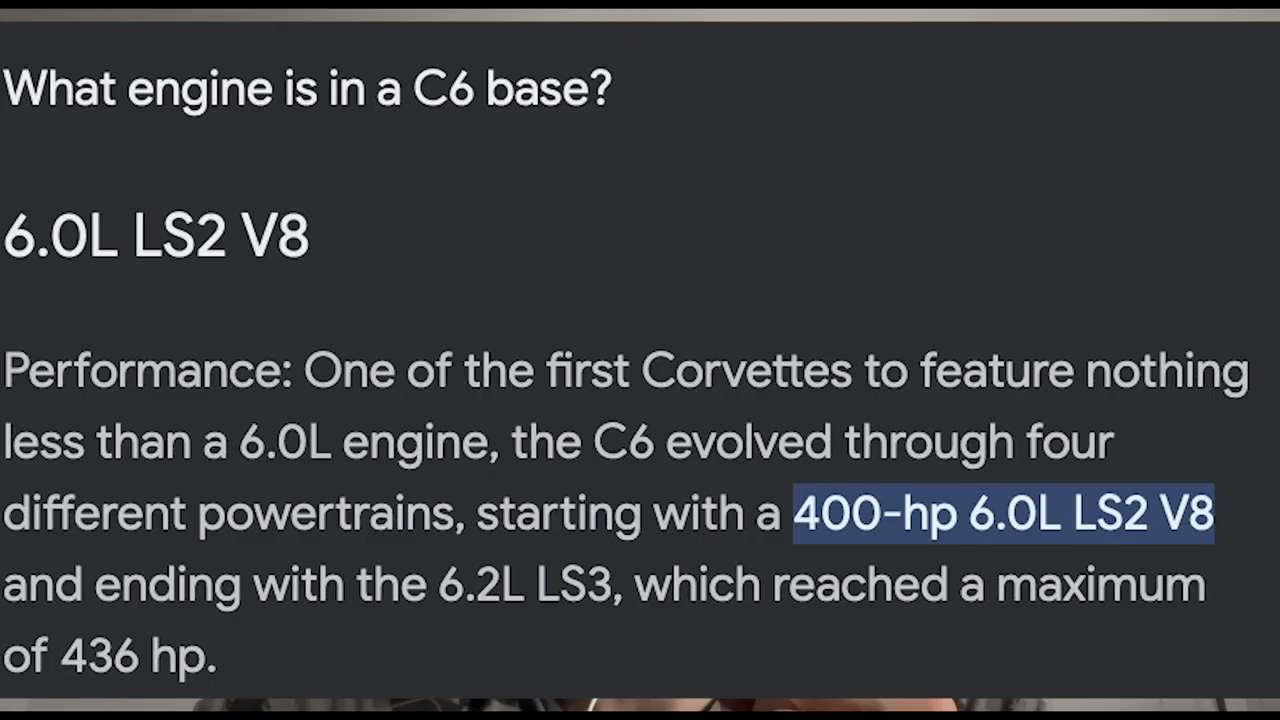 What engine is in a C6 base?
6.0L LS2 V8
Performance: One of the first Corvettes to feature nothing
less than a 6.0L engine, the C6 evolved through four
different powertrains, starting with a 400-hp 6.0L LS2 V8
and ending with the 6.2L LS3, which reached a maximum
of 436 hp.